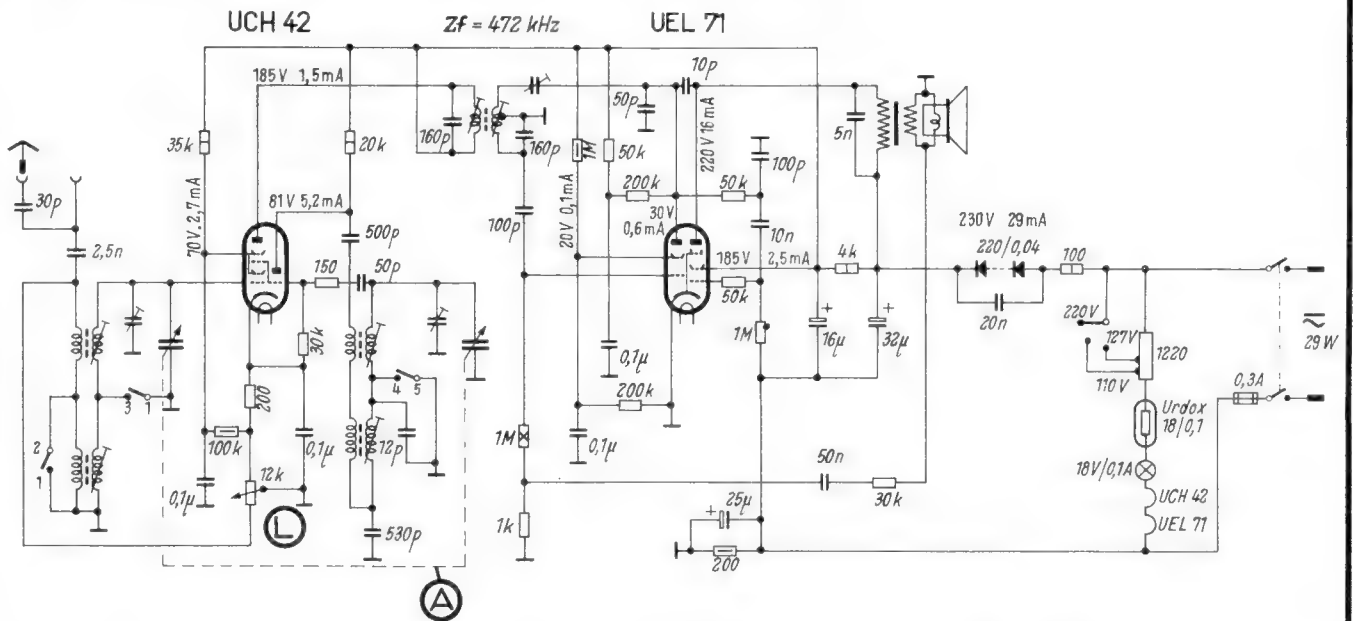 UCH 42
Zf = 472 kHz
UEL 71
185V 1,5mA
10p
50p
160p
160p
35k
20k
1M
50k
220V 16mA
5n
100p
30p
70V 2,7mA
81V 5,2mA
200k
50k
2,5n
500p
100p
20V 0,1mA
30V
0,6mA
10n
230V 29mA
220/0,04
100
150
50p
185V 2,5mA
4k
50k
20n
220V
127V
110V
1220
29W
30k
1M
16µ
32µ
0,3A
0,1µ
3 1
200
4 5
200k
Urdox
18/0,1
2
1
100k
0,1µ
12p
1M
0,1µ
50n
18V/0,1A
0,1µ
12k
30k
UCH 42
L
25µ
UEL 71
530p
1k
200
A